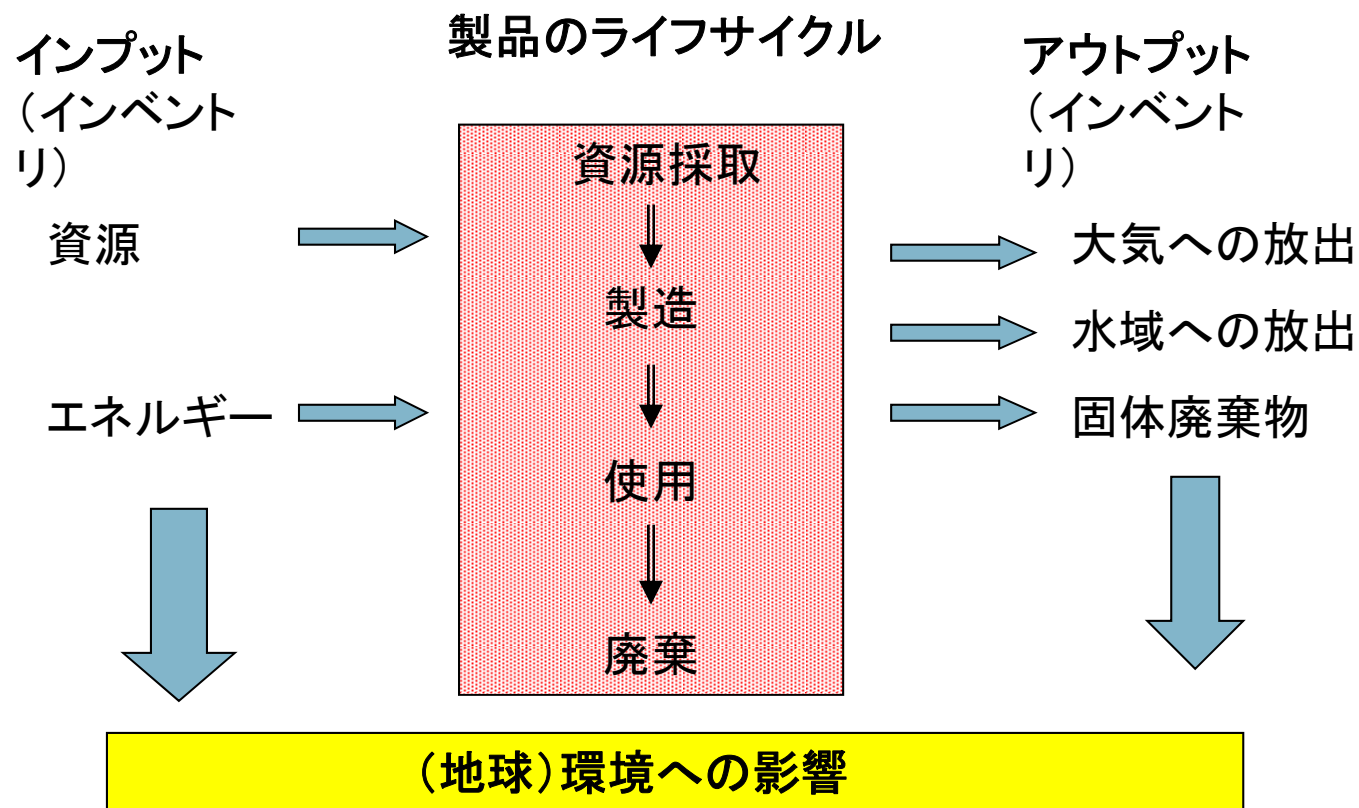 製品のライフサイクル
インプット
（インベント
リ）
資源
エネルギー
資源採取
製造
使用
廃棄
アウトプット
（インベント
リ）
大気への放出
水域への放出
固体廃棄物
（地球）環境への影響